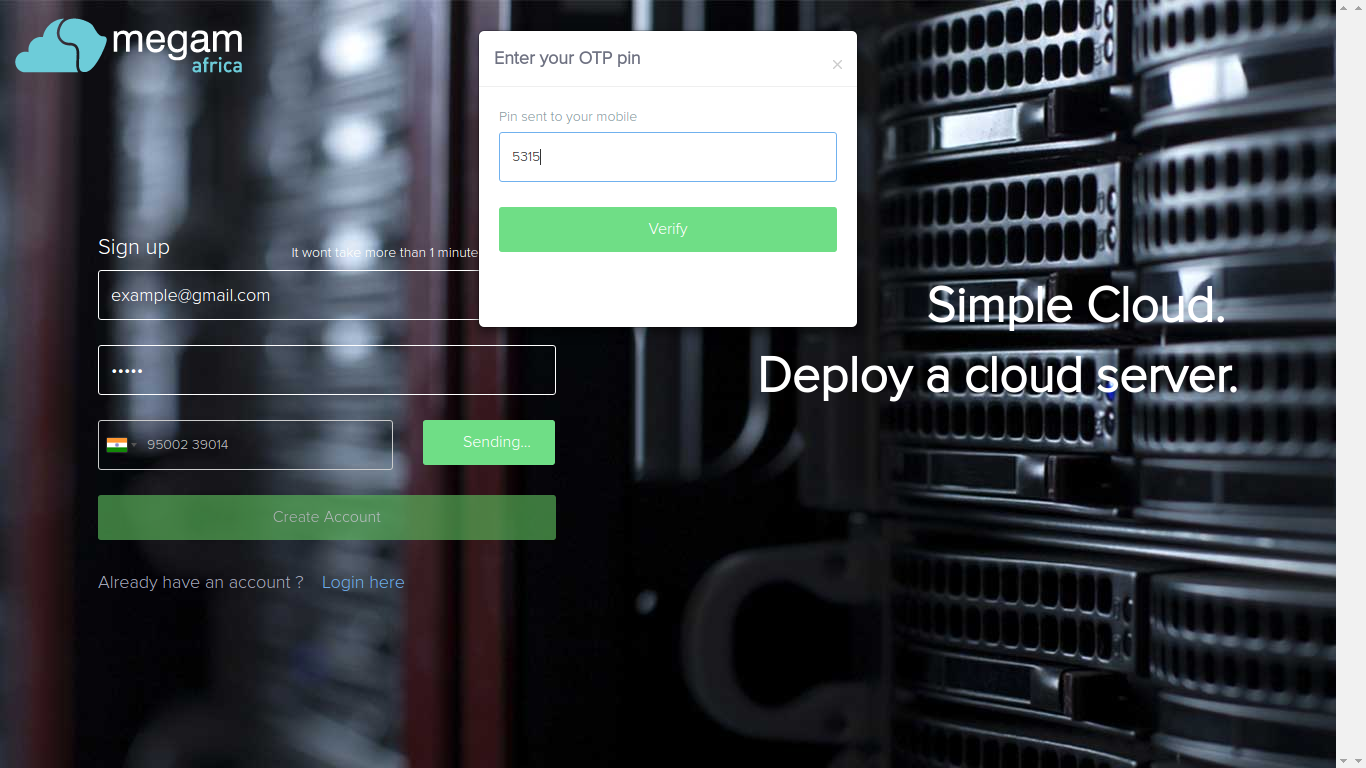 megam
africa
Enter your OTP pin
×
Pin sent to your mobile
5315
Verify
Sign up
It wont take more than 1 minute
example@gmail.com
•••••
95002 39014
Sending...
Create Account
Already have an account ? Login here
Simple Cloud.
Deploy a cloud server.